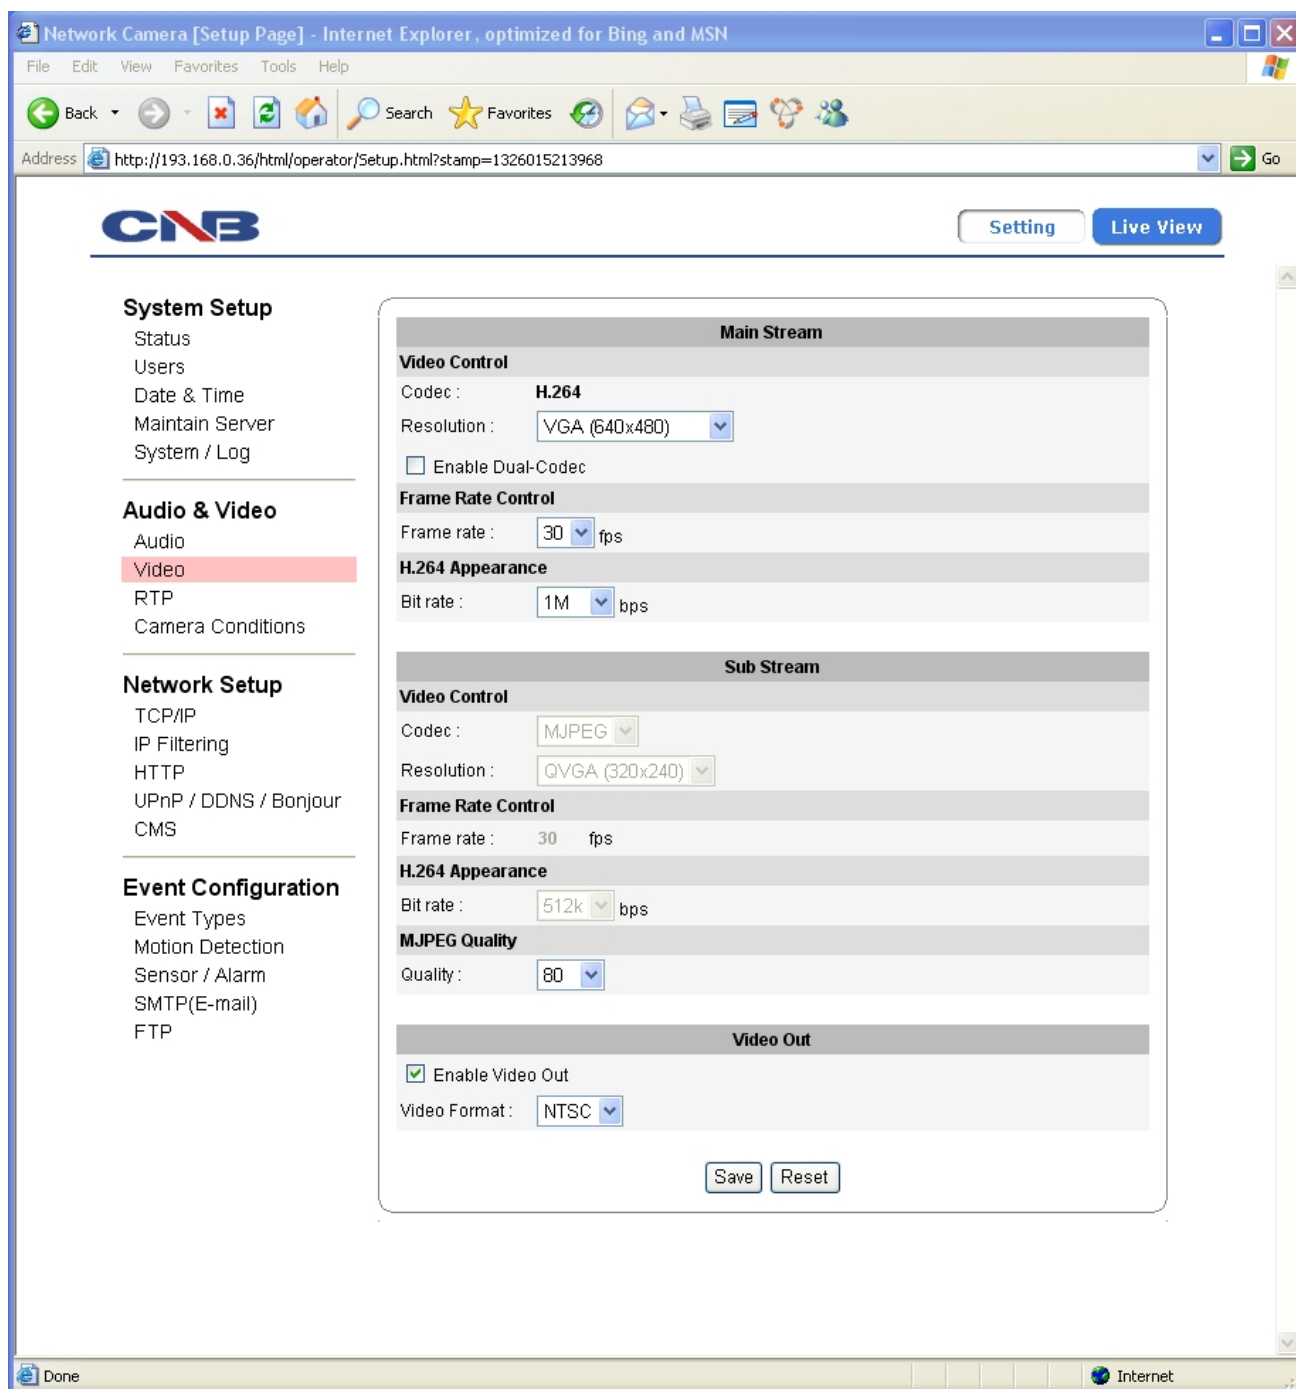 Network Camera [Setup Page] - Internet Explorer, optimized for Bing and MSN
File Edit View Favorites Tools Help
Back Search Favorites
Address http://193.168.0.36/html/operator/Setup.html?stamp=1326015213968 Go
CNB
Setting Live View
System Setup
Status
Users
Date & Time
Maintain Server
System / Log
Audio & Video
Audio
Video
RTP
Camera Conditions
Network Setup
TCP/IP
IP Filtering
HTTP
UPnP / DDNS / Bonjour
CMS
Event Configuration
Event Types
Motion Detection
Sensor / Alarm
SMTP(E-mail)
FTP
Main Stream
Video Control
Codec : H.264
Resolution : VGA (640x480)
Enable Dual-Codec
Frame Rate Control
Frame rate : 30 fps
H.264 Appearance
Bit rate : 1M bps
Sub Stream
Video Control
Codec : MJPEG
Resolution : QVGA (320x240)
Frame Rate Control
Frame rate : 30 fps
H.264 Appearance
Bit rate : 512k bps
MJPEG Quality
Quality : 80
Video Out
Enable Video Out
Video Format : NTSC
Save Reset
Done Internet